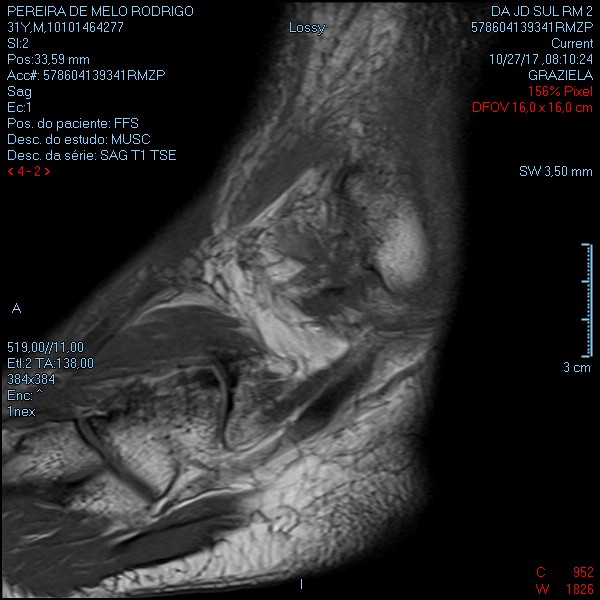 PEREIRA DE MELO RODRIGO
31Y,M,10101464277
Sl:2
Pos:33,59 mm
Acc#: 578604139341RMZP
Sag
Ec:1
Pos. do paciente: FFS
Desc. do estudo: MUSC
Desc. da série: SAG T1 TSE
< 4 - 2 >
Lossy
DA JD SUL RM 2
578604139341RMZP
Current
10/27/17 ,08:10:24
GRAZIELA
156% Pixel
DFOV 16,0 x 16,0 cm
SW 3,50 mm
A
519,00//11,00
Etl:2 TA:138,00
384x384
Enc: ^
1nex
3 cm
I
C 952
W 1826